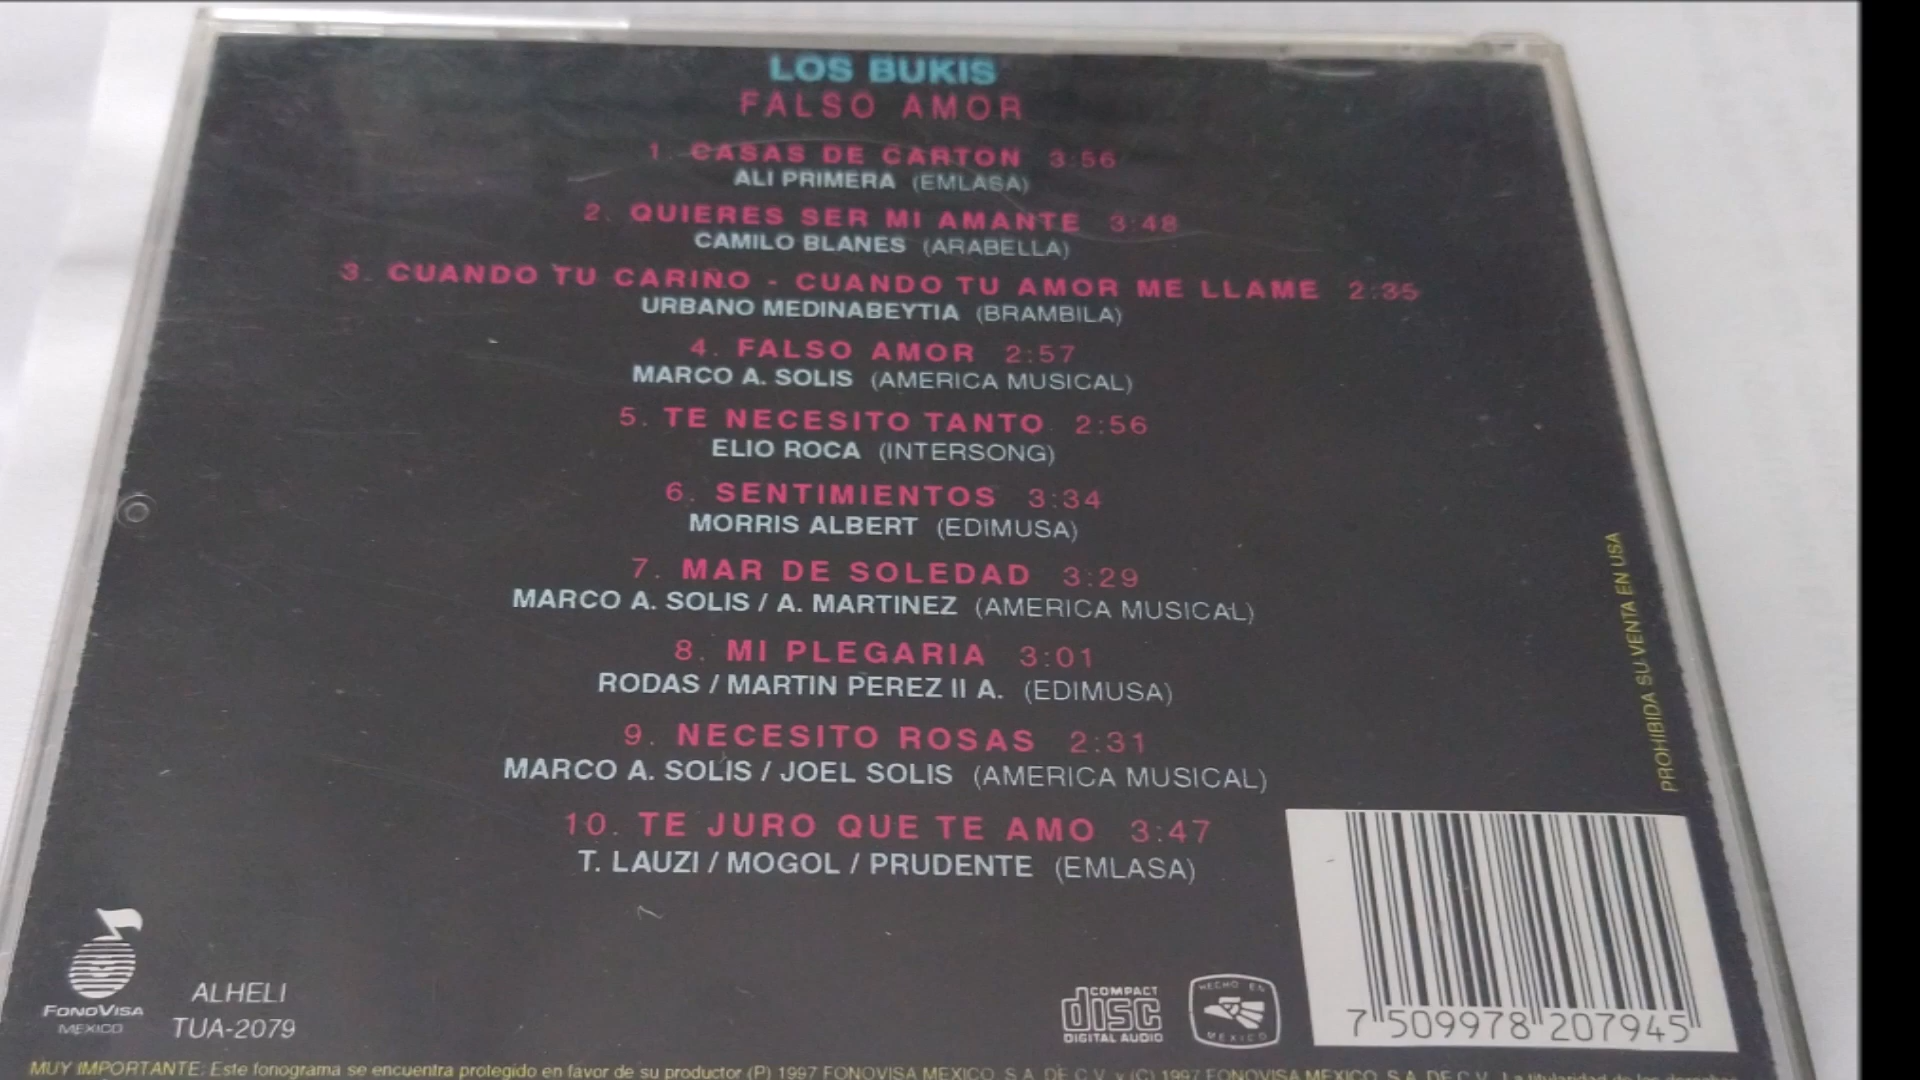 LOS BUKIS
FALSO AMOR
1. CASAS DE CARTON 3:56
ALI PRIMERA (EMLASA)
2. QUIERES SER MI AMANTE 3:48
CAMILO BLANES (ARABELLA)
3. CUANDO TU CARIÑO - CUANDO TU AMOR ME LLAME 2:35
URBANO MEDINABEYTIA (BRAMBILA)
4. FALSO AMOR 2:57
MARCO A. SOLIS (AMERICA MUSICAL)
5. TE NECESITO TANTO 2:56
ELIO ROCA (INTERSONG)
6. SENTIMIENTOS 3:34
MORRIS ALBERT (EDIMUSA)
7. MAR DE SOLEDAD 3:29
MARCO A. SOLIS / A. MARTINEZ (AMERICA MUSICAL)
8. MI PLEGARIA 3:01
RODAS / MARTIN PEREZ II A. (EDIMUSA)
9. NECESITO ROSAS 2:31
MARCO A. SOLIS / JOEL SOLIS (AMERICA MUSICAL)
10. TE JURO QUE TE AMO 3:47
T. LAUZI / MOGOL / PRUDENTE (EMLASA)
PROHIBIDA SU VENTA EN USA
FONOVISA
MEXICO
ALHELI
TUA-2079
COMPACT
disc
DIGITAL AUDIO
HECHO EN
MEXICO
7 509978 207945
MUY IMPORTANTE: Este fonograma se encuentra protegido en favor de su productor (P) 1997 FONOVISA MEXICO, S.A. DE C.V. y (C) 1997 FONOVISA MEXICO, S.A. DE C.V. La titularidad de los derechos